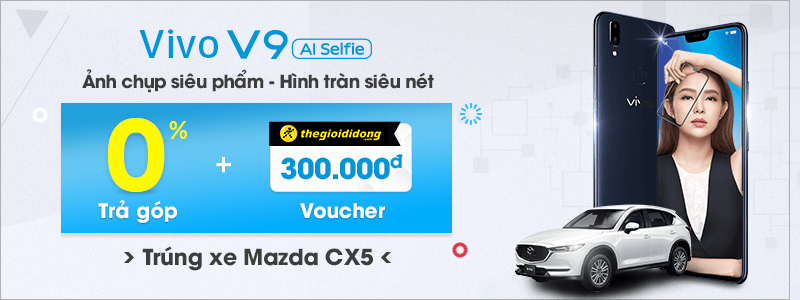 Vivo V9 AI Selfie
Ảnh chụp siêu phẩm - Hình tràn siêu nét
0%
Trả góp
+
thegioididong.com
300.000đ
Voucher
> Trúng xe Mazda CX5 <
vivo